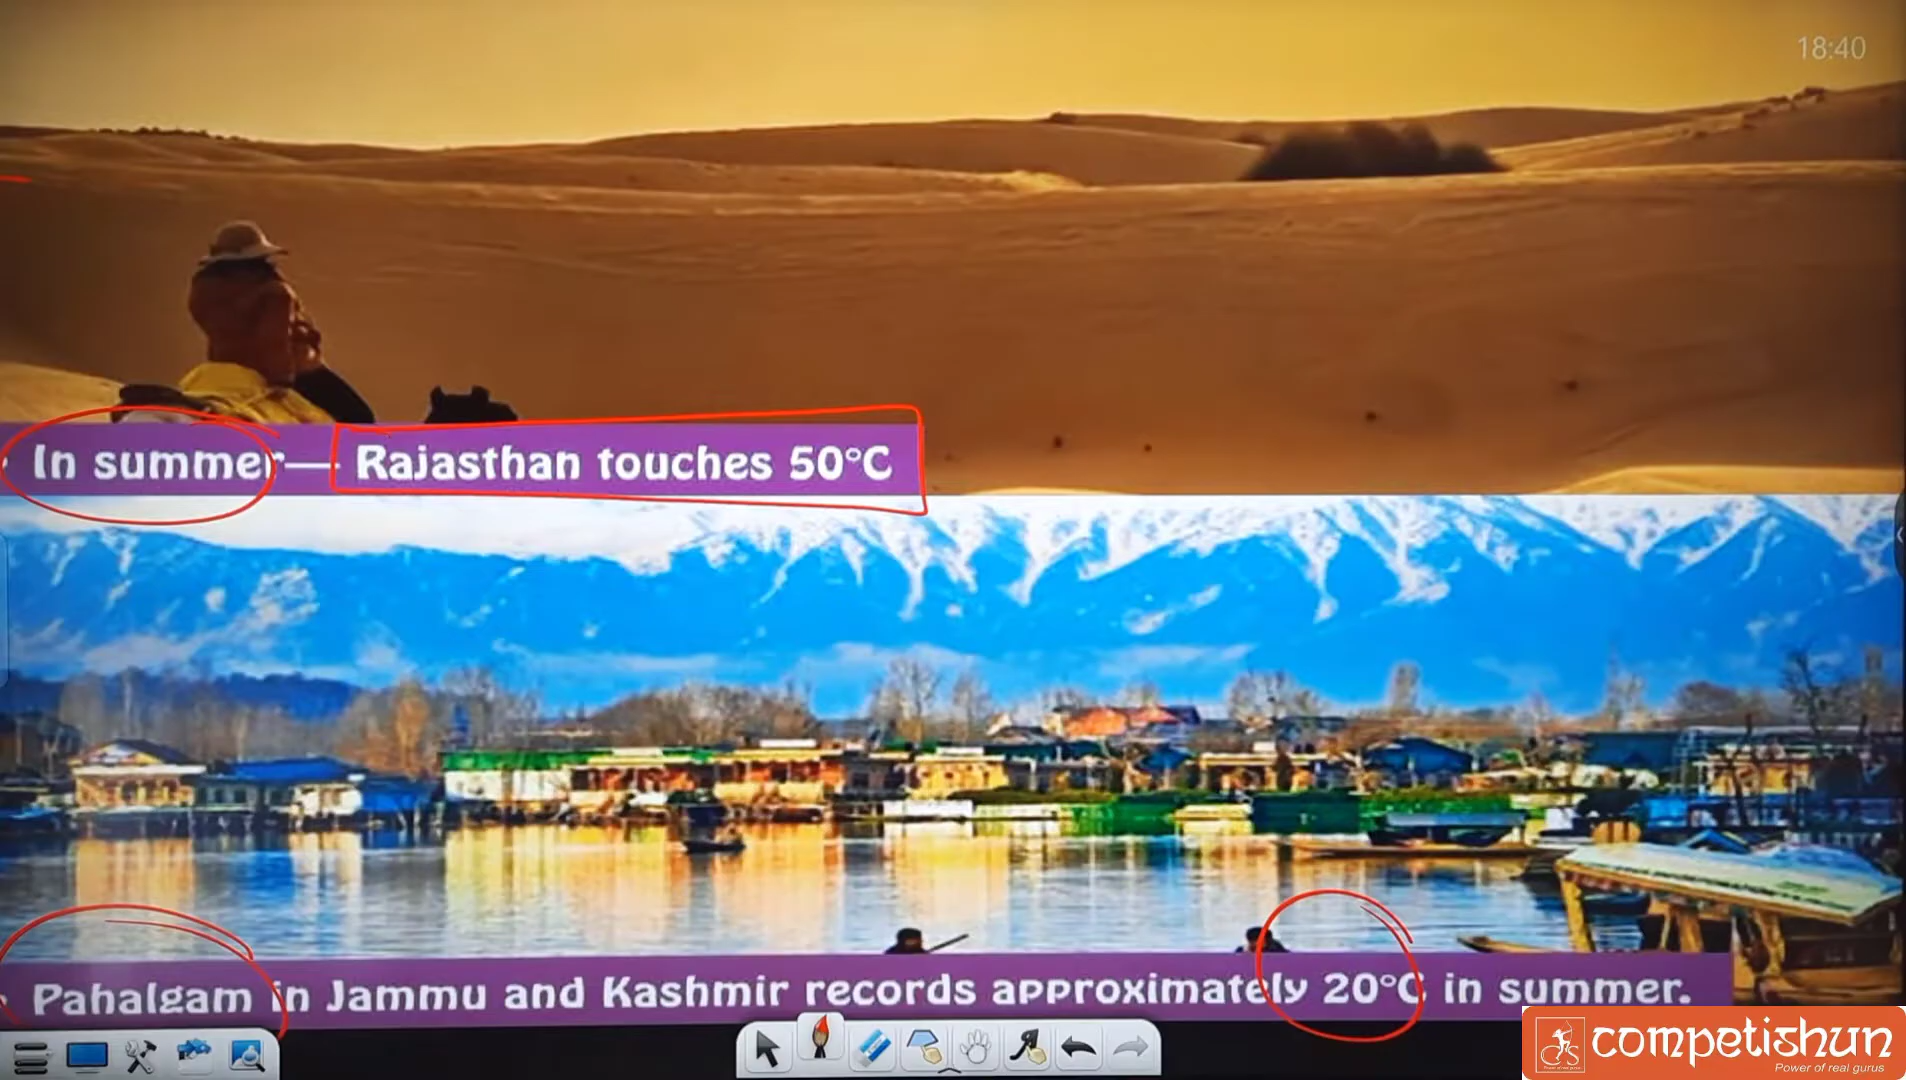 18:40
In summer— Rajasthan touches 50°C
Pahalgam in Jammu and Kashmir records approximately 20°C in summer.
competishun
Power of real gurus